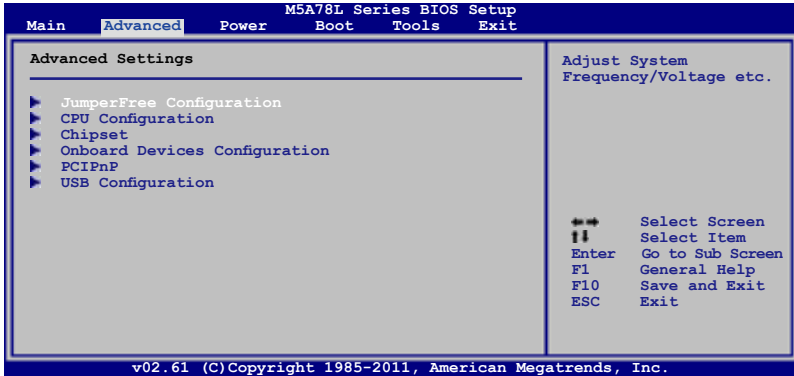 M5A78L Series BIOS Setup
Main Advanced Power Boot Tools Exit
Advanced Settings
JumperFree Configuration
CPU Configuration
Chipset
Onboard Devices Configuration
PCIPnP
USB Configuration
Adjust System
Frequency/Voltage etc.
Select Screen
Select Item
Enter Go to Sub Screen
F1 General Help
F10 Save and Exit
ESC Exit
v02.61 (C)Copyright 1985-2011, American Megatrends, Inc.